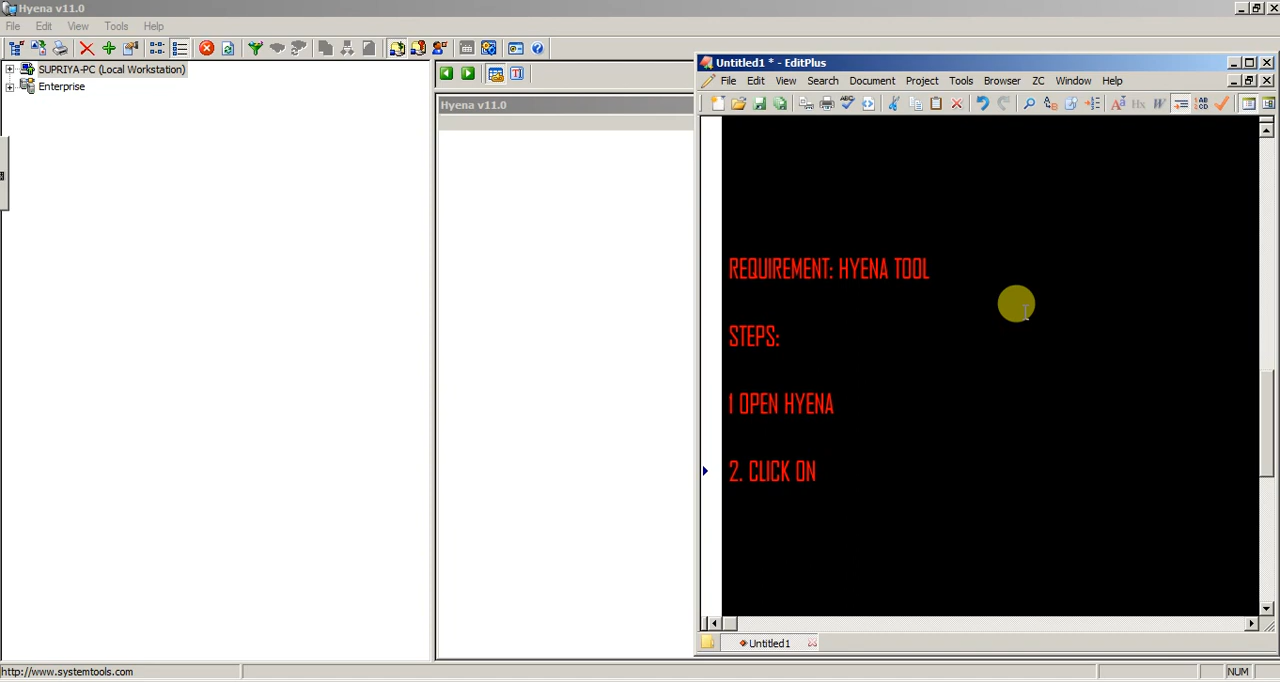 Hyena v11.0
File Edit View Tools Help
SUPRIYA-PC (Local Workstation)
Enterprise
Hyena v11.0
Untitled1 * - EditPlus
File Edit View Search Document Project Tools Browser ZC Window Help
REQUIREMENT: HYENA TOOL
STEPS:
1 OPEN HYENA
2. CLICK ON
Untitled1
http://www.systemtools.com
NUM